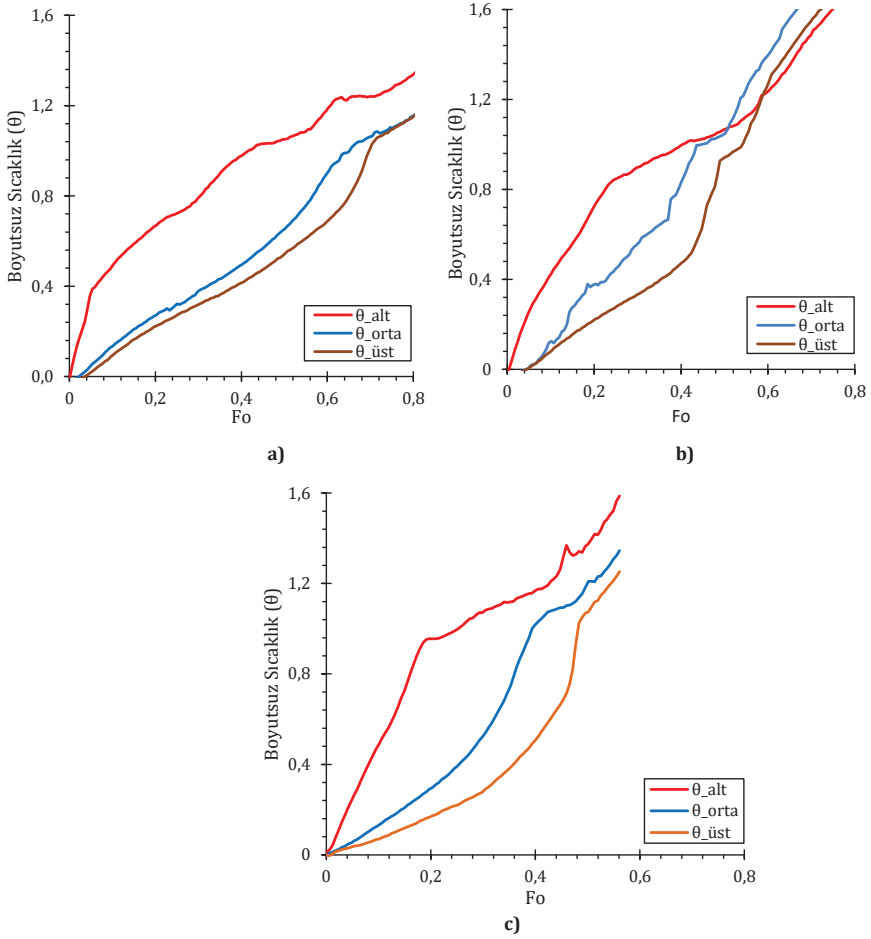 1,6
1,2
0,8
0,4
0,0
0
0,2
0,4
0,6
0,8
Boyutsuz Sıcaklık (θ)
Fo
θ_alt
θ_orta
θ_üst
a)
1,6
1,2
0,8
0,4
0
0
0,2
0,4
0,6
0,8
Boyutsuz Sıcaklık (θ)
Fo
θ_alt
θ_orta
θ_üst
b)
1,6
1,2
0,8
0,4
0
0
0,2
0,4
0,6
0,8
Boyutsuz Sıcaklık (θ)
Fo
θ_alt
θ_orta
θ_üst
c)